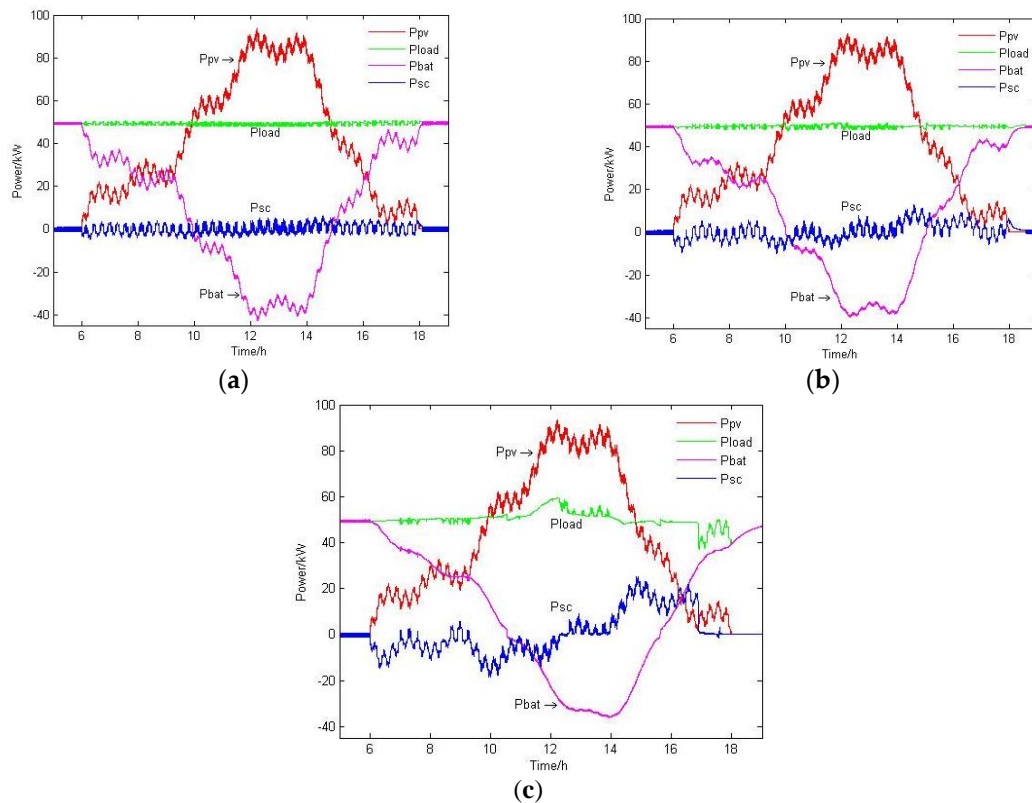 100
80
60
40
20
0
-20
-40
Power/kW
6 8 10 12 14 16 18
Time/h
Ppv
Pload
Pbat
Psc
Ppv→
Pload
Psc
Pbat→
(a)
100
80
60
40
20
0
-20
-40
Power/kW
6 8 10 12 14 16 18
Time/h
Ppv
Pload
Pbat
Psc
Ppv→
Pload
Psc
Pbat→
(b)
100
80
60
40
20
0
-20
-40
Power/kW
6 8 10 12 14 16 18
Time/h
Ppv
Pload
Pbat
Psc
Ppv→
Pload
Psc
Pbat→
(c)